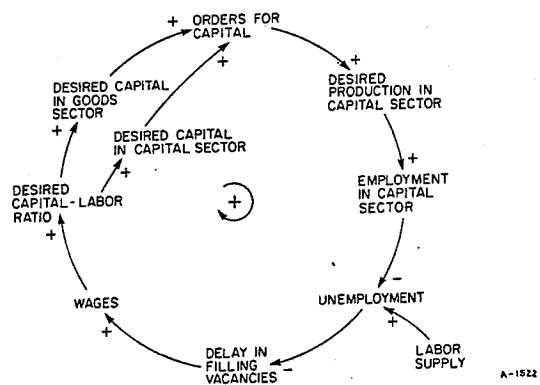 + ORDERS FOR
CAPITAL
+
+
DESIRED
PRODUCTION IN
CAPITAL SECTOR
+
EMPLOYMENT
IN CAPITAL
SECTOR
-
UNEMPLOYMENT
+
LABOR
SUPPLY
DELAY IN
FILLING
VACANCIES -
+
WAGES
+
DESIRED
CAPITAL - LABOR
RATIO
+
DESIRED CAPITAL
IN GOODS
SECTOR
+
DESIRED CAPITAL
IN CAPITAL SECTOR
+
A-1522